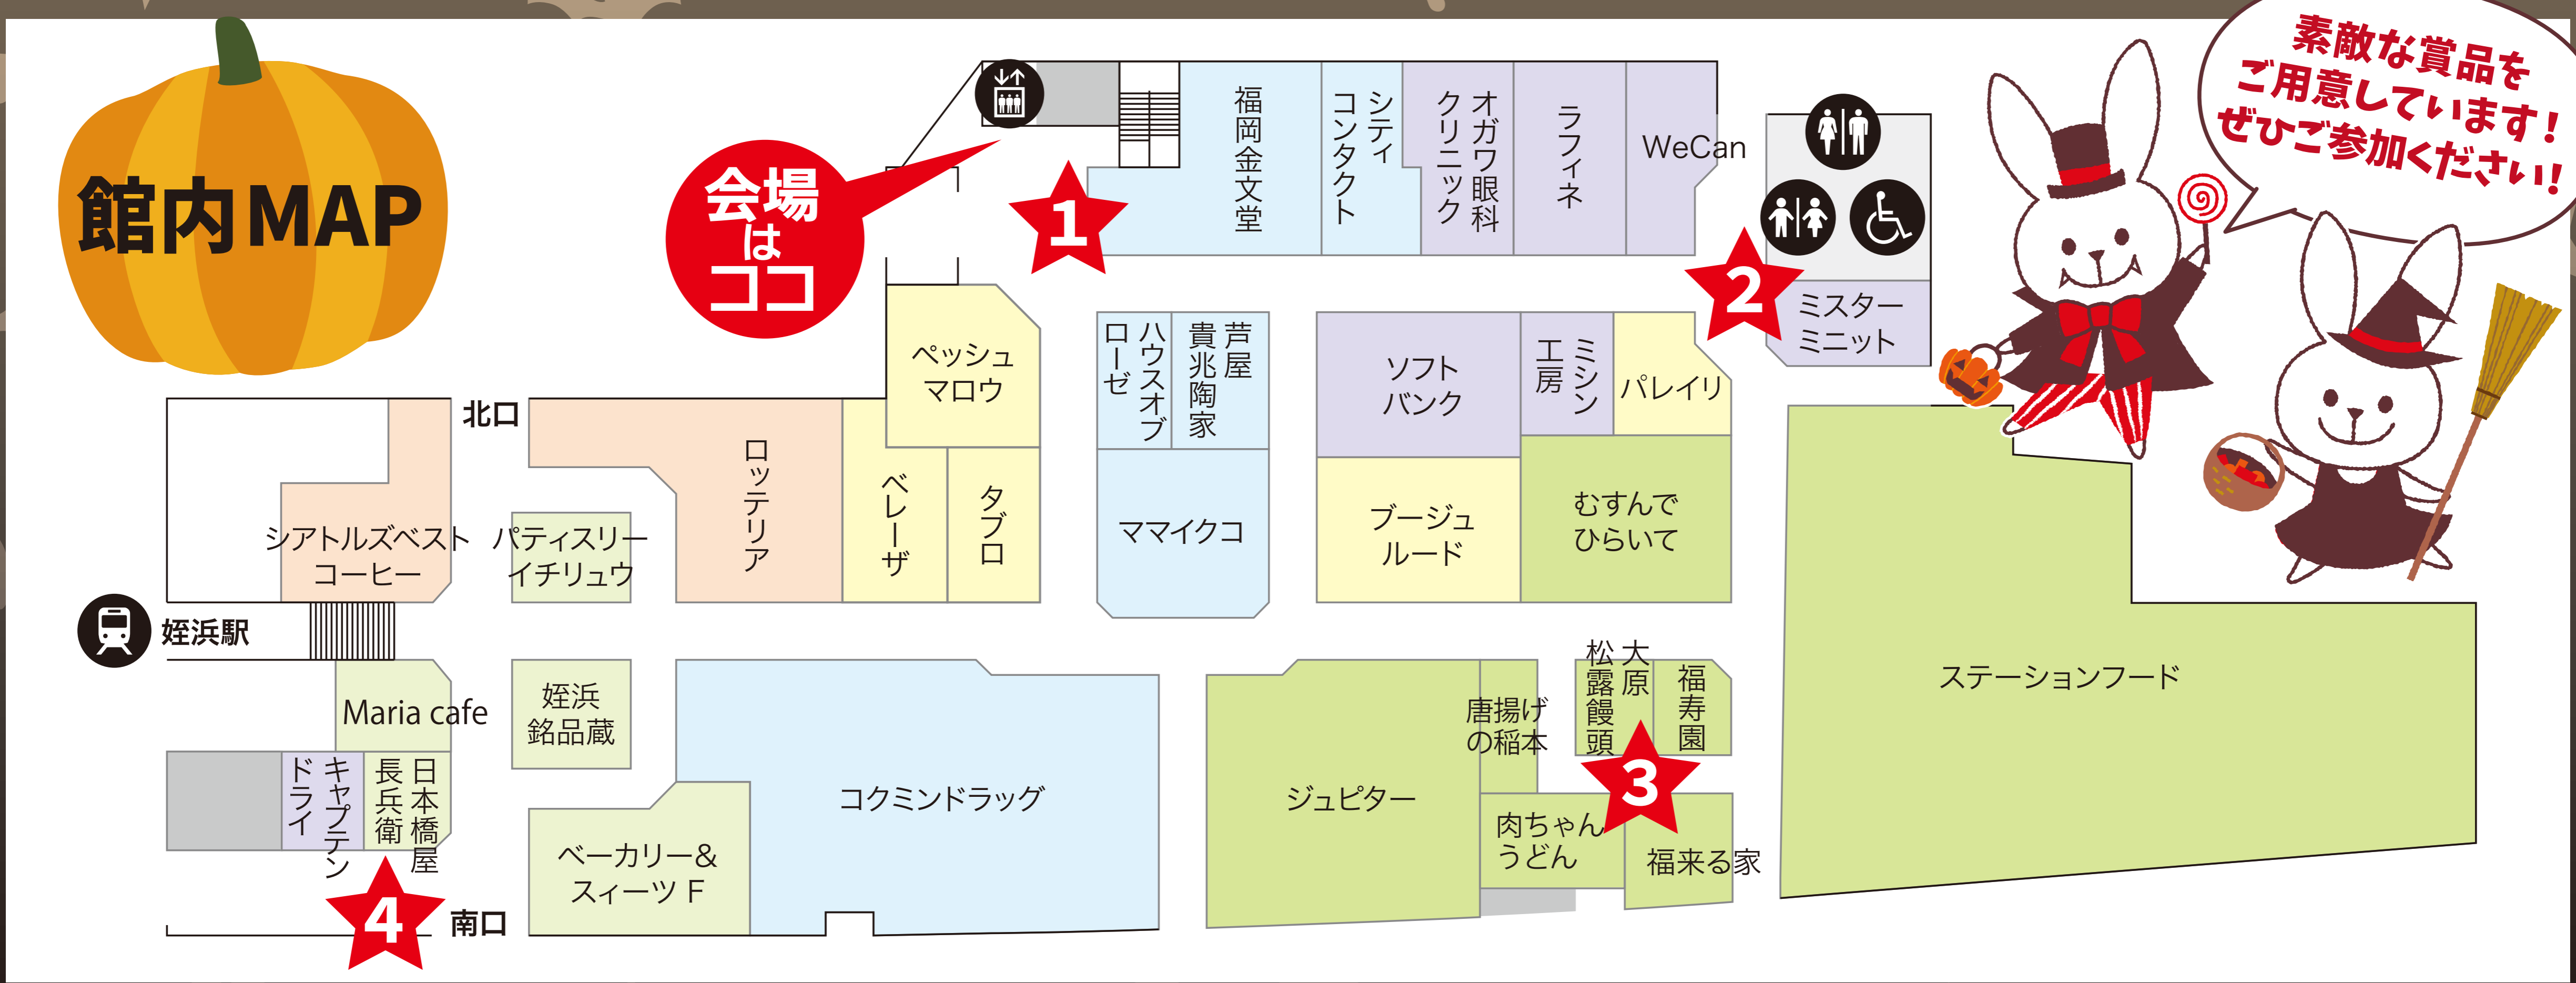 館内MAP
素敵な賞品を
ご用意しています!
ぜひご参加ください!
会場
は
ココ
1
福岡金文堂
シティ
コンタクト
オガワ眼科
クリニック
ラフィネ
WeCan
2
ミスター
ミニット
ペッシュ
マロウ
ハウスオブ
ローゼ
芦屋
貴兆陶家
ソフト
バンク
ミシン
工房
パレイリ
北口
ロッテリア
ベレーザ
タブロ
ママイクコ
ブージュ
ルード
むすんで
ひらいて
シアトルズベスト
コーヒー
パティスリー
イチリュウ
姪浜駅
Maria cafe
姪浜
銘品蔵
コクミンドラッグ
ジュピター
唐揚げ
の稲本
大原
松露饅頭
福寿園
ステーションフード
3
キャプテン
ドライ
日本橋屋
長兵衛
ベーカリー&
スィーツ F
肉ちゃん
うどん
福来る家
4
南口